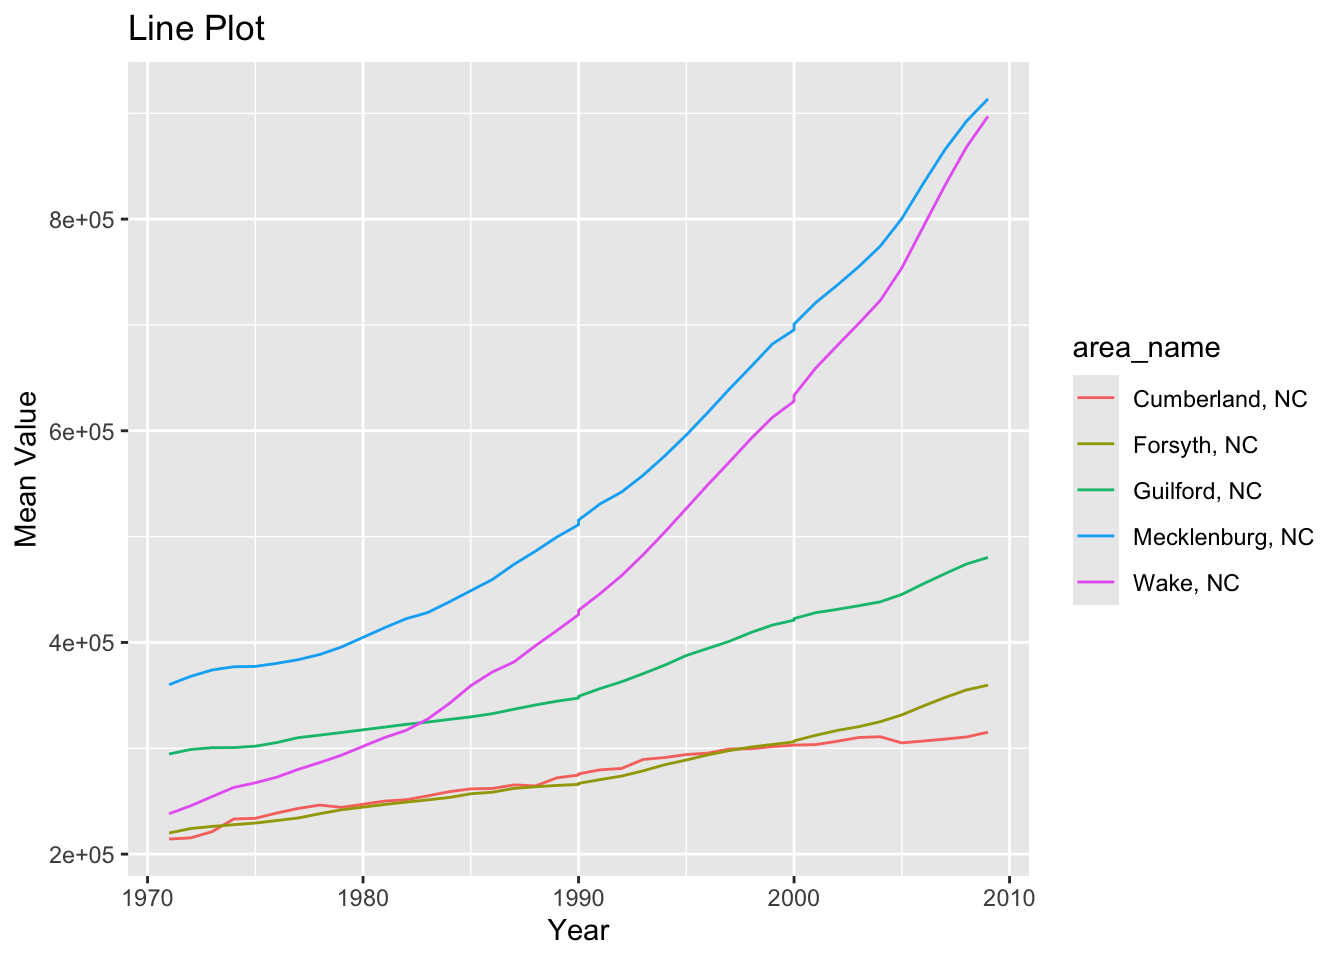 Line Plot
Mean Value
8e+05
6e+05
4e+05
2e+05
1970 1980 1990 2000 2010
Year
area_name
Cumberland, NC
Forsyth, NC
Guilford, NC
Mecklenburg, NC
Wake, NC